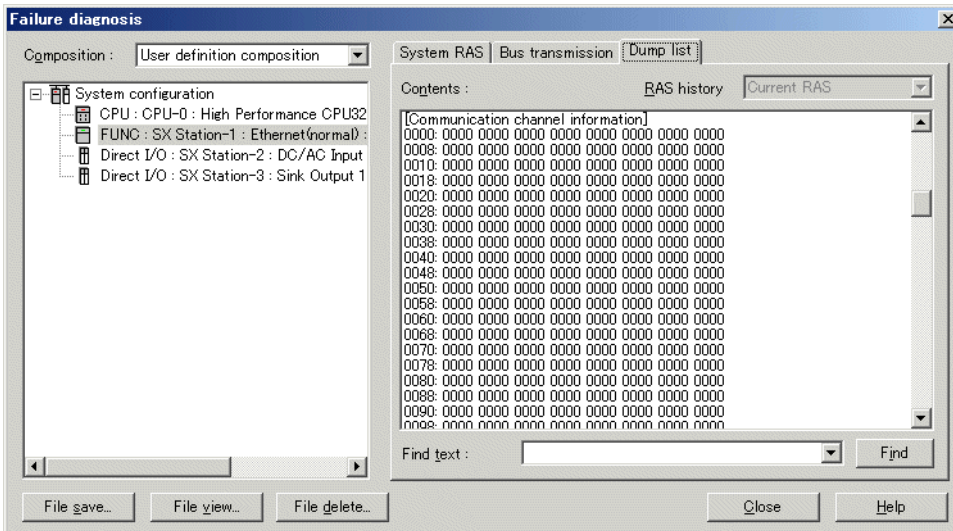 Failure diagnosis
Composition :
User definition composition
System configuration
CPU : CPU-0 : High Performance CPU32
FUNC : SX Station-1 : Ethernet(normal) :
Direct I/O : SX Station-2 : DC/AC Input
Direct I/O : SX Station-3 : Sink Output 1
System RAS
Bus transmission
Dump list
Contents :
RAS history
Current RAS
[Communication channel information]
0000: 0000 0000 0000 0000 0000 0000 0000 0000
0008: 0000 0000 0000 0000 0000 0000 0000 0000
0010: 0000 0000 0000 0000 0000 0000 0000 0000
0018: 0000 0000 0000 0000 0000 0000 0000 0000
0020: 0000 0000 0000 0000 0000 0000 0000 0000
0028: 0000 0000 0000 0000 0000 0000 0000 0000
0030: 0000 0000 0000 0000 0000 0000 0000 0000
0038: 0000 0000 0000 0000 0000 0000 0000 0000
0040: 0000 0000 0000 0000 0000 0000 0000 0000
0048: 0000 0000 0000 0000 0000 0000 0000 0000
0050: 0000 0000 0000 0000 0000 0000 0000 0000
0058: 0000 0000 0000 0000 0000 0000 0000 0000
0060: 0000 0000 0000 0000 0000 0000 0000 0000
0068: 0000 0000 0000 0000 0000 0000 0000 0000
0070: 0000 0000 0000 0000 0000 0000 0000 0000
0078: 0000 0000 0000 0000 0000 0000 0000 0000
0080: 0000 0000 0000 0000 0000 0000 0000 0000
0088: 0000 0000 0000 0000 0000 0000 0000 0000
0090: 0000 0000 0000 0000 0000 0000 0000 0000
0098: 0000 0000 0000 0000 0000 0000 0000 0000
Find text :
Find
File save...
File view...
File delete...
Close
Help